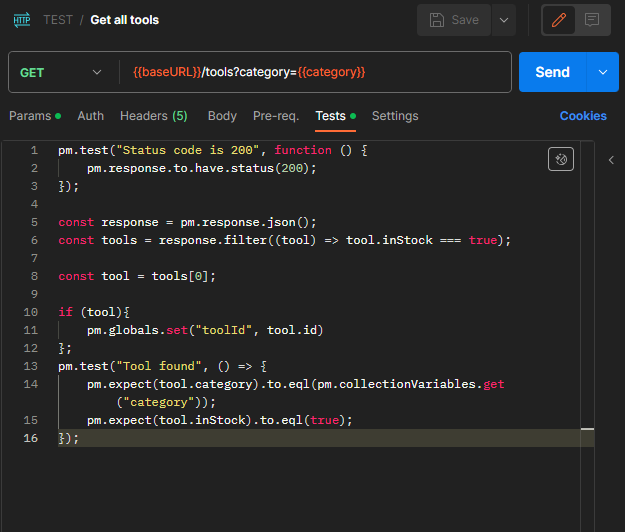 HTTP TEST / Get all tools Save
GET {{baseURL}}/tools?category={{category}} Send
Params Auth Headers (5) Body Pre-req. Tests Settings Cookies
1 pm.test("Status code is 200", function () {
2 pm.response.to.have.status(200);
3 });
4
5 const response = pm.response.json();
6 const tools = response.filter((tool) => tool.inStock === true);
7
8 const tool = tools[0];
9
10 if (tool){
11 pm.globals.set("toolId", tool.id)
12 };
13 pm.test("Tool found", () => {
14 pm.expect(tool.category).to.eql(pm.collectionVariables.get
("category"));
15 pm.expect(tool.inStock).to.eql(true);
16 });